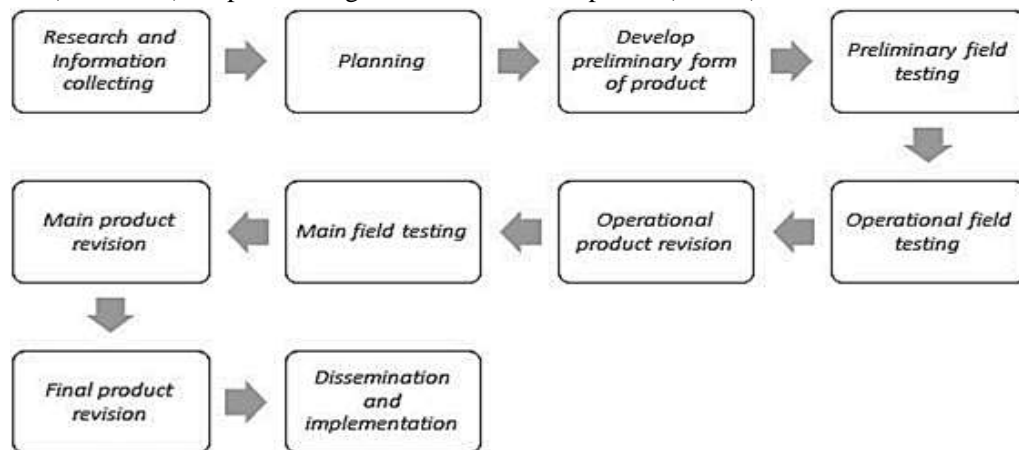 Research and
Information
collecting
Planning
Develop
preliminary form
of product
Preliminary field
testing
Operational field
testing
Operational
product revision
Main field testing
Main product
revision
Final product
revision
Dissemination
and
implementation